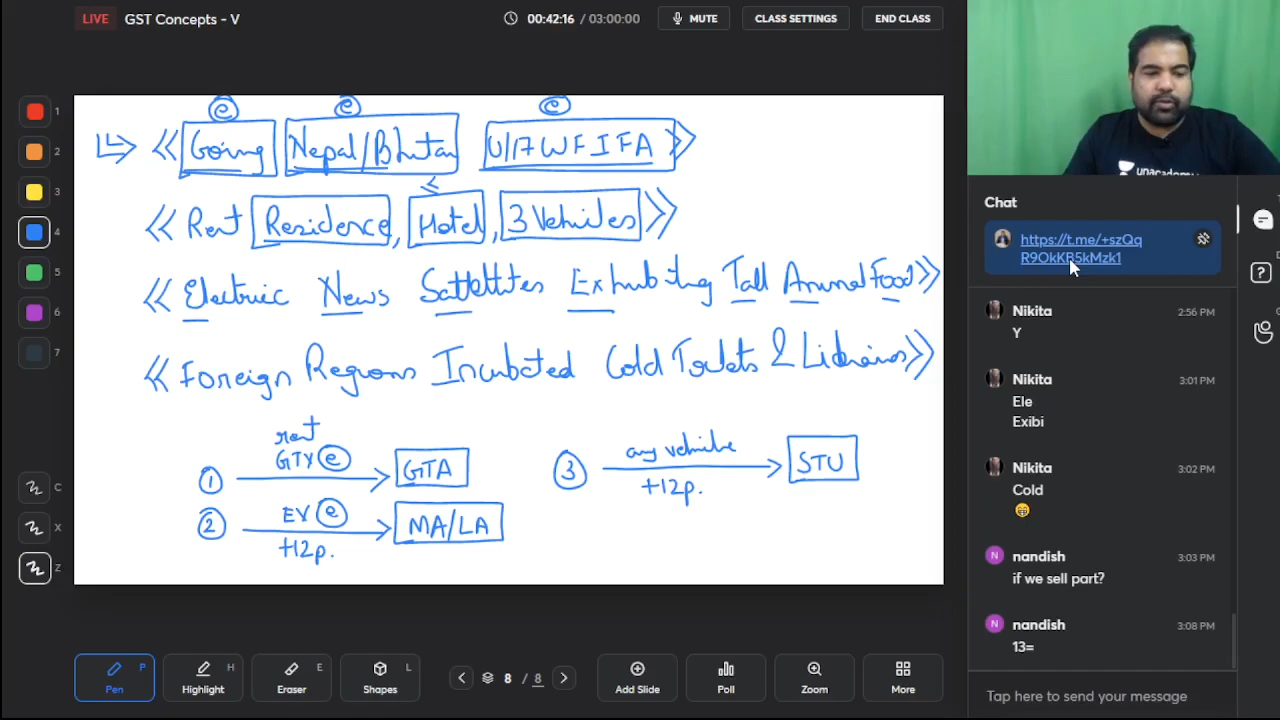 LIVE GST Concepts - V 00:42:16 / 03:00:00 MUTE CLASS SETTINGS END CLASS
e e e
<< Going Nepal/Bhutan U/17 W F I F A >>
<< Rent Residence, Hotel, 3 Vehicles >>
<< Electric News Sattelites Exhibiting Tall Animal Food >>
<< Foreign Regions Incubated Cold Toilets & Libraries >>
rent
① GTV e GTA
② EV e MA/LA
+12p.
③ any vehicle STU
+12p.
1
2
3
4
5
6
7
C
X
Z
Pen P
Highlight H
Eraser E
Shapes L
8 / 8
Add Slide
Poll
Zoom
More
unacademy
Chat
https://t.me/+szQq
R9OkKB5kMzk1
Nikita 2:56 PM
Y
Nikita 3:01 PM
Ele
Exibi
Nikita 3:02 PM
Cold
😁
N nandish 3:03 PM
if we sell part?
N nandish 3:08 PM
13=
Tap here to send your message